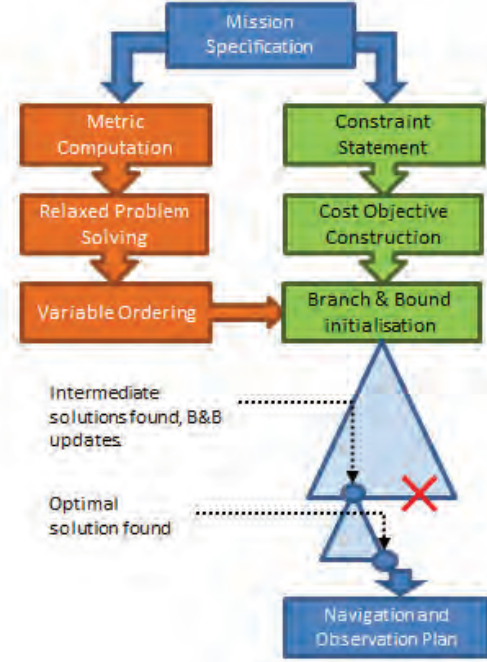 Mission
Specification
Metric
Computation
Constraint
Statement
Relaxed Problem
Solving
Cost Objective
Construction
Variable Ordering
Branch & Bound
initialisation
Intermediate
solutions found, B&B
updates
Optimal
solution found
Navigation and
Observation Plan